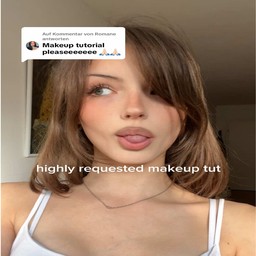 Auf Kommentar von Romane
antworten
Makeup tutorial
pleaseeeeeee 🙏🏻🙏🏻🙏🏻
highly requested makeup tut